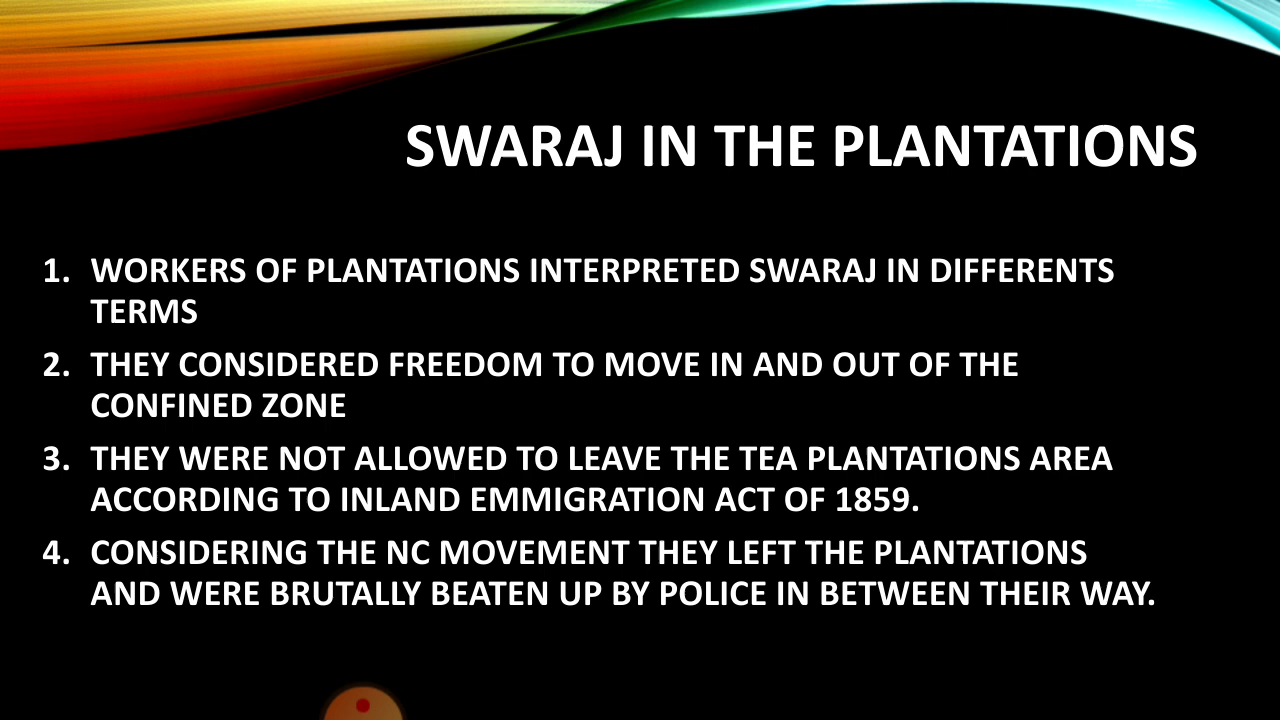 SWARAJ IN THE PLANTATIONS
1. WORKERS OF PLANTATIONS INTERPRETED SWARAJ IN DIFFERENTS
TERMS
2. THEY CONSIDERED FREEDOM TO MOVE IN AND OUT OF THE
CONFINED ZONE
3. THEY WERE NOT ALLOWED TO LEAVE THE TEA PLANTATIONS AREA
ACCORDING TO INLAND EMMIGRATION ACT OF 1859.
4. CONSIDERING THE NC MOVEMENT THEY LEFT THE PLANTATIONS
AND WERE BRUTALLY BEATEN UP BY POLICE IN BETWEEN THEIR WAY.